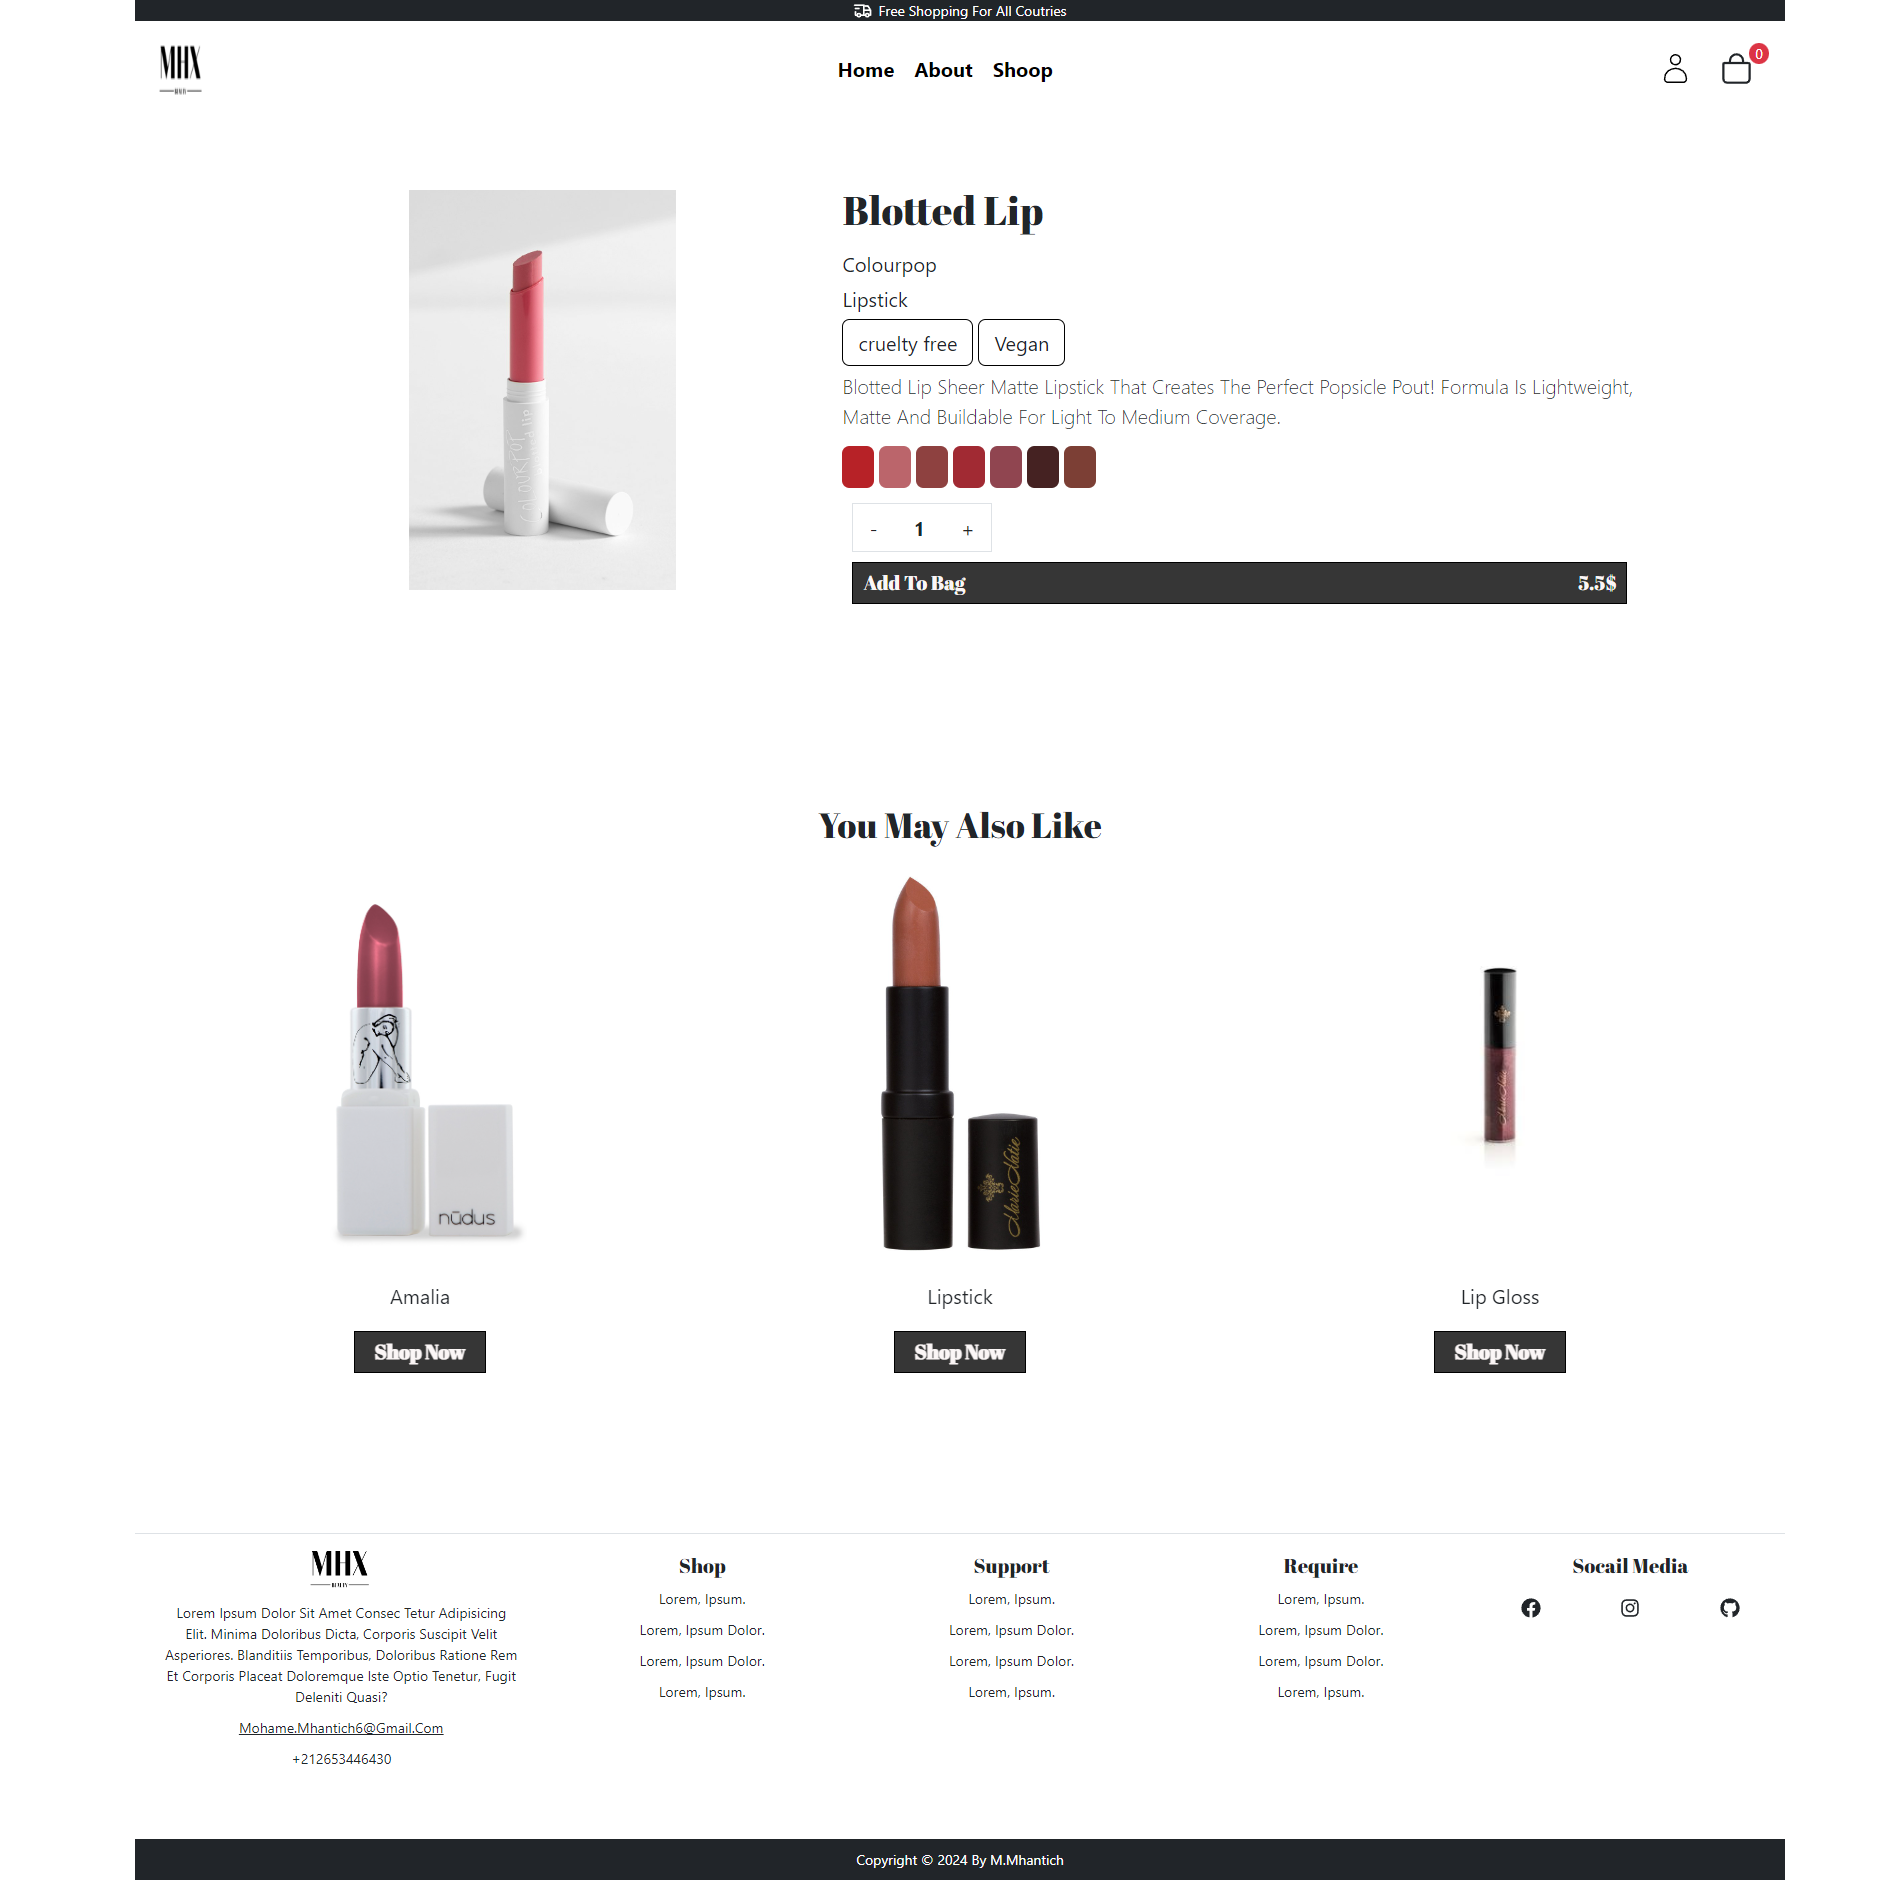 Free Shopping For All Coutries
MHX
Home About Shoop
0
Blotted Lip
Colourpop
Lipstick
cruelty free Vegan
Blotted Lip Sheer Matte Lipstick That Creates The Perfect Popsicle Pout! Formula Is Lightweight,
Matte And Buildable For Light To Medium Coverage.
- 1 +
Add To Bag 5.5$
COLOURPOP
You May Also Like
nūdus
MarieNatie
MarieNatie
Amalia Lipstick Lip Gloss
Shop Now Shop Now Shop Now
MHX
BEAUTY
Lorem Ipsum Dolor Sit Amet Consec Tetur Adipisicing
Elit. Minima Doloribus Dicta, Corporis Suscipit Velit
Asperiores. Blanditiis Temporibus, Doloribus Ratione Rem
Et Corporis Placeat Doloremque Iste Optio Tenetur, Fugit
Deleniti Quasi?
Mohame.Mhantich6@Gmail.Com
+212653446430
Shop
Lorem, Ipsum.
Lorem, Ipsum Dolor.
Lorem, Ipsum Dolor.
Lorem, Ipsum.
Support
Lorem, Ipsum.
Lorem, Ipsum Dolor.
Lorem, Ipsum Dolor.
Lorem, Ipsum.
Require
Lorem, Ipsum.
Lorem, Ipsum Dolor.
Lorem, Ipsum Dolor.
Lorem, Ipsum.
Socail Media
Copyright © 2024 By M.Mhantich